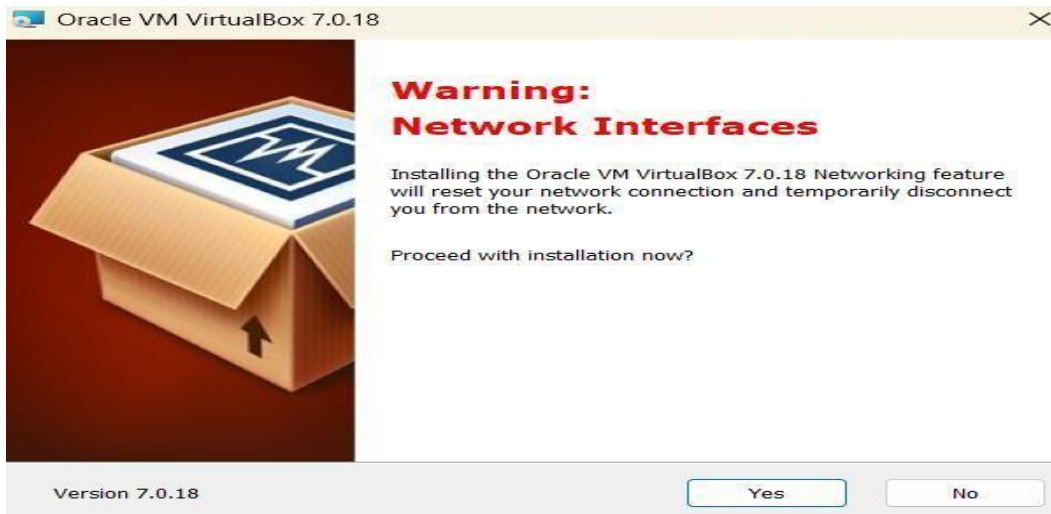 Oracle VM VirtualBox 7.0.18
Warning:
Network Interfaces
Installing the Oracle VM VirtualBox 7.0.18 Networking feature
will reset your network connection and temporarily disconnect
you from the network.
Proceed with installation now?
Version 7.0.18
Yes
No